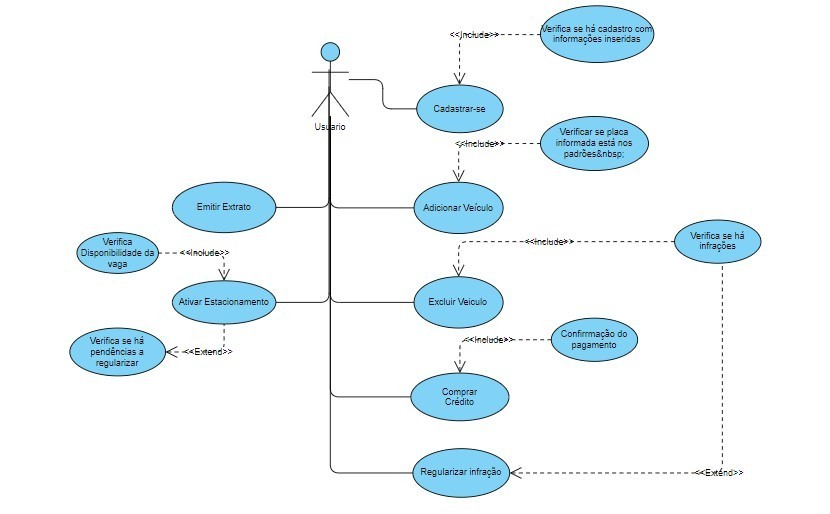 Verifica se há cadastro com
informações inseridas
<<Include>>
Cadastrar-se
Usuario
Verificar se placa
informada está nos
padrões&nbsp;
<<Include>>
Adicionar Veículo
Emitir Extrato
Verifica
Disponibilidade da
vaga
<<Include>>
Verifica se há
infrações
<<Include>>
Ativar Estacionamento
Excluir Veiculo
Verifica se há
pendências a
regularizar
<<Extend>>
Confirrmação do
pagamento
<<Include>>
Comprar
Crédito
Regularizar infração
<<Extend>>